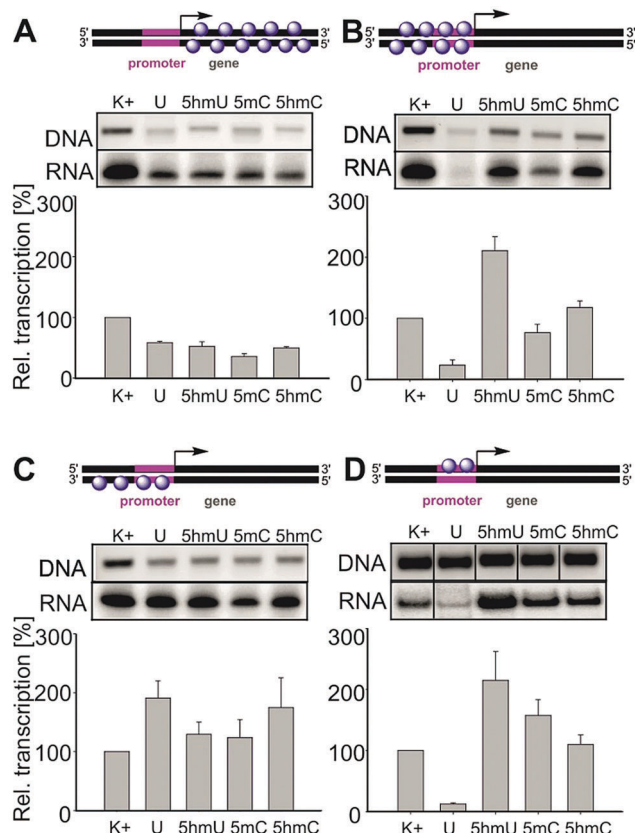 A
5' 3'
3' 5'
promoter gene
K+ U 5hmU 5mC 5hmC
DNA
RNA
Rel. transcription [%]
300
200
100
0
K+ U 5hmU 5mC 5hmC
B
5' 3'
3' 5'
promoter gene
K+ U 5hmU 5mC 5hmC
DNA
RNA
300
200
100
0
K+ U 5hmU 5mC 5hmC
C
5' 3'
3' 5'
promoter gene
K+ U 5hmU 5mC 5hmC
DNA
RNA
Rel. transcription [%]
300
200
100
0
K+ U 5hmU 5mC 5hmC
D
5' 3'
3' 5'
promoter gene
K+ U 5hmU 5mC 5hmC
DNA
RNA
300
200
100
0
K+ U 5hmU 5mC 5hmC